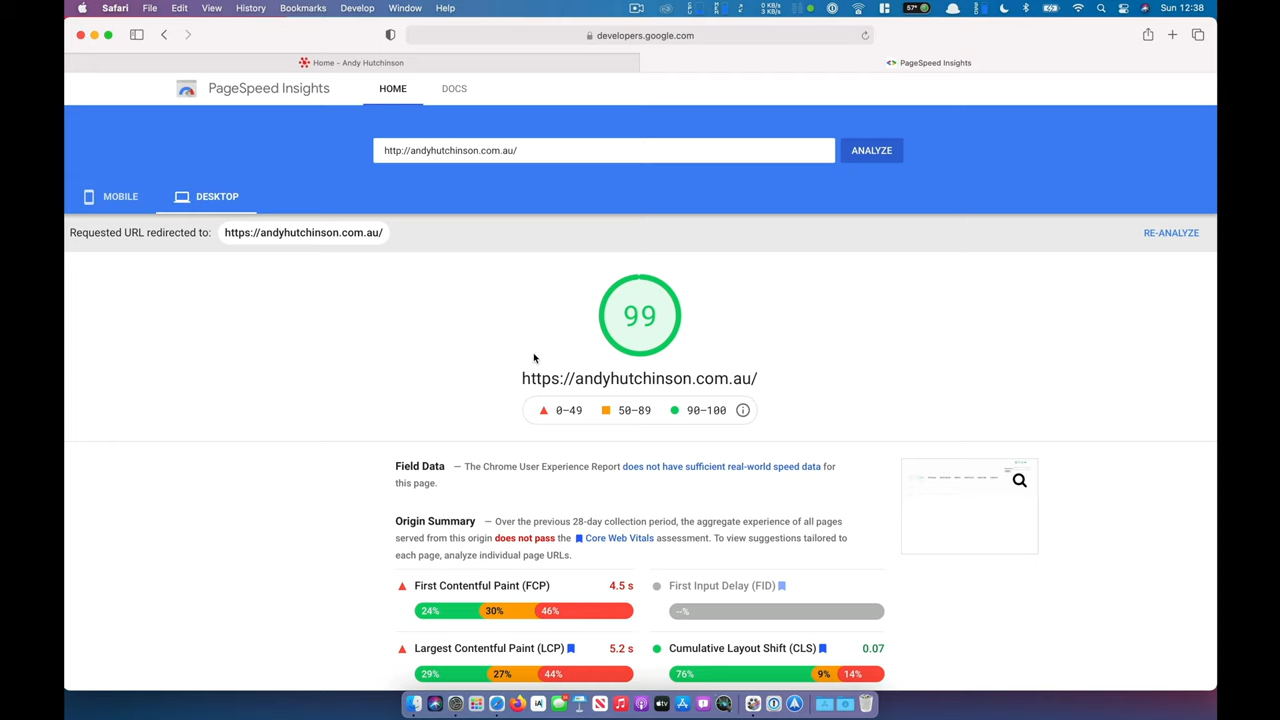 Safari File Edit View History Bookmarks Develop Window Help 0 KB/s 57° Sun 12:38
developers.google.com
Home – Andy Hutchinson PageSpeed Insights
PageSpeed Insights HOME DOCS
http://andyhutchinson.com.au/ ANALYZE
MOBILE DESKTOP
Requested URL redirected to: https://andyhutchinson.com.au/ RE-ANALYZE
99
https://andyhutchinson.com.au/
0–49 50–89 90–100
Field Data — The Chrome User Experience Report does not have sufficient real-world speed data for
this page.
Origin Summary — Over the previous 28-day collection period, the aggregate experience of all pages
served from this origin does not pass the Core Web Vitals assessment. To view suggestions tailored to
each page, analyze individual page URLs.
First Contentful Paint (FCP) 4.5 s First Input Delay (FID)
24% 30% 46% --%
Largest Contentful Paint (LCP) 5.2 s Cumulative Layout Shift (CLS) 0.07
29% 27% 44% 76% 9% 14%